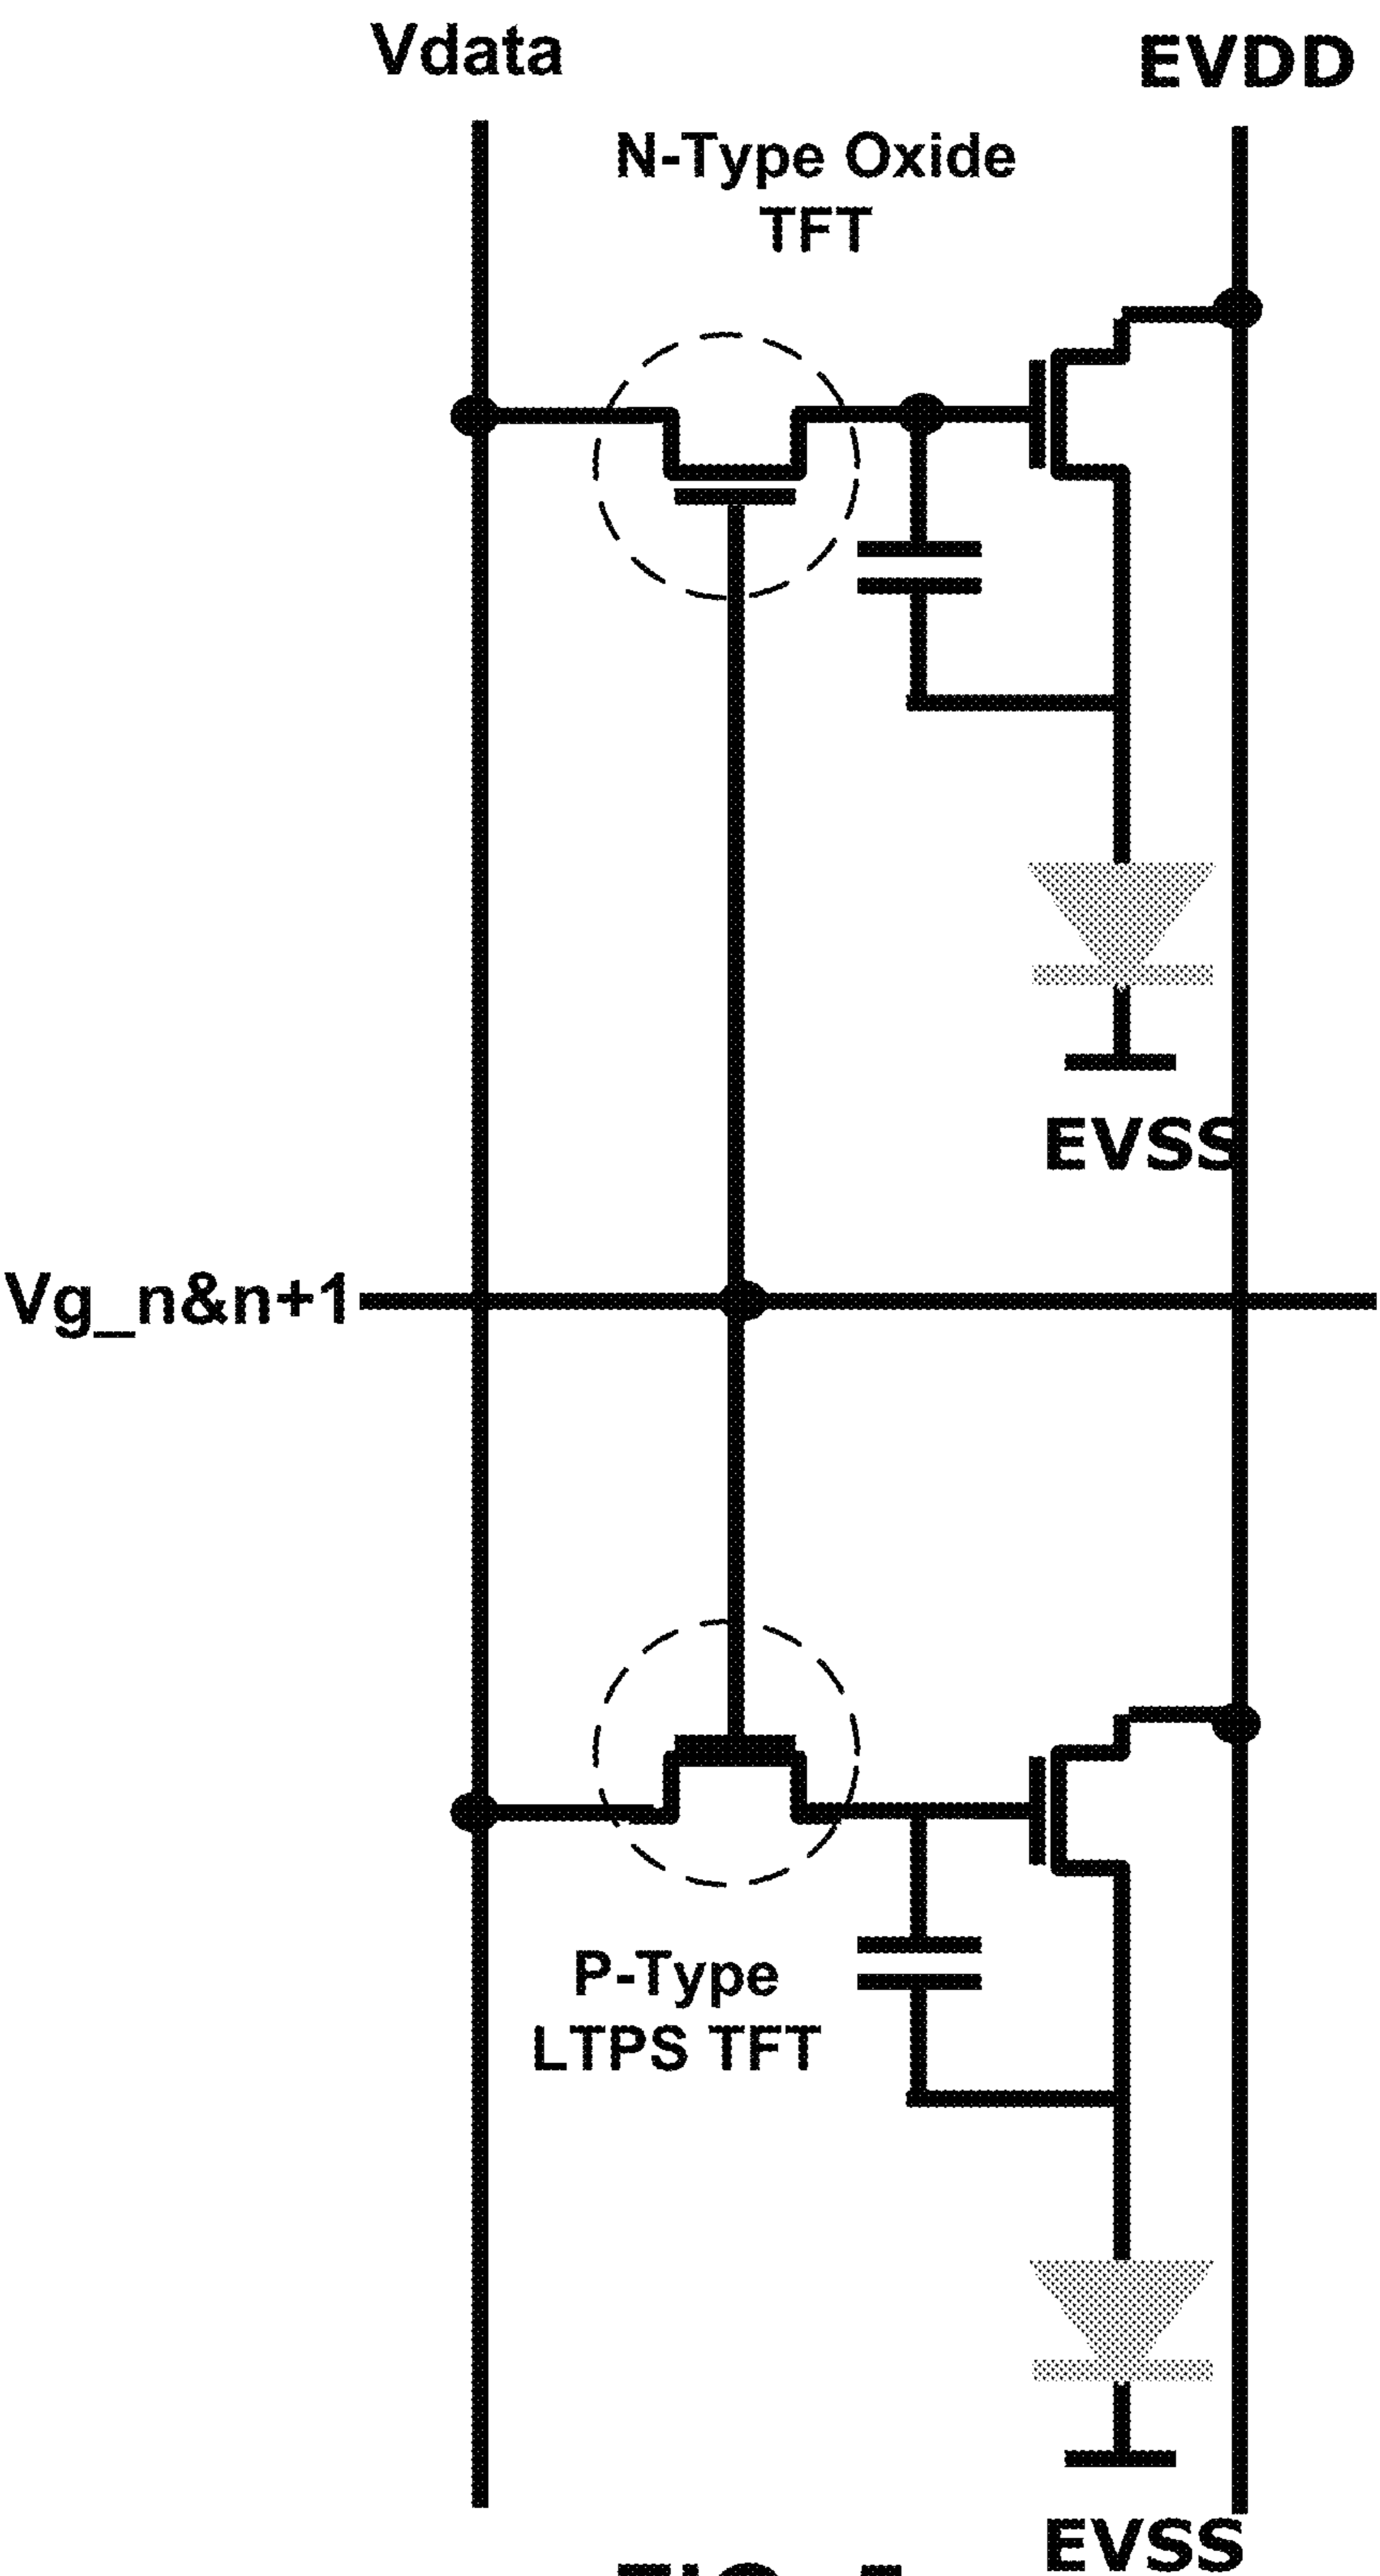 Vdata
EVDD
N-Type Oxide
TFT
EVSS
Vg_n&n+1
P-Type
LTPS TFT
EVSS